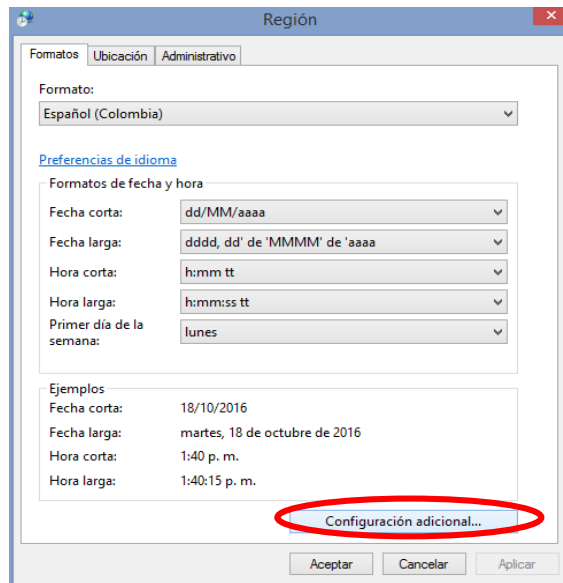 Región
Formatos Ubicación Administrativo
Formato:
Español (Colombia)
Preferencias de idioma
Formatos de fecha y hora
Fecha corta: dd/MM/aaaa
Fecha larga: dddd, dd' de 'MMMM' de 'aaaa
Hora corta: h:mm tt
Hora larga: h:mm:ss tt
Primer día de la
semana: lunes
Ejemplos
Fecha corta: 18/10/2016
Fecha larga: martes, 18 de octubre de 2016
Hora corta: 1:40 p. m.
Hora larga: 1:40:15 p. m.
Configuración adicional...
Aceptar Cancelar Aplicar